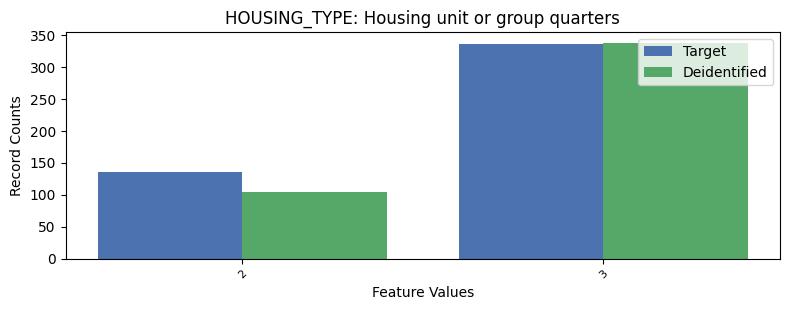 HOUSING_TYPE: Housing unit or group quarters
Record Counts
350
300
250
200
150
100
50
0
Target
Deidentified
2
3
Feature Values